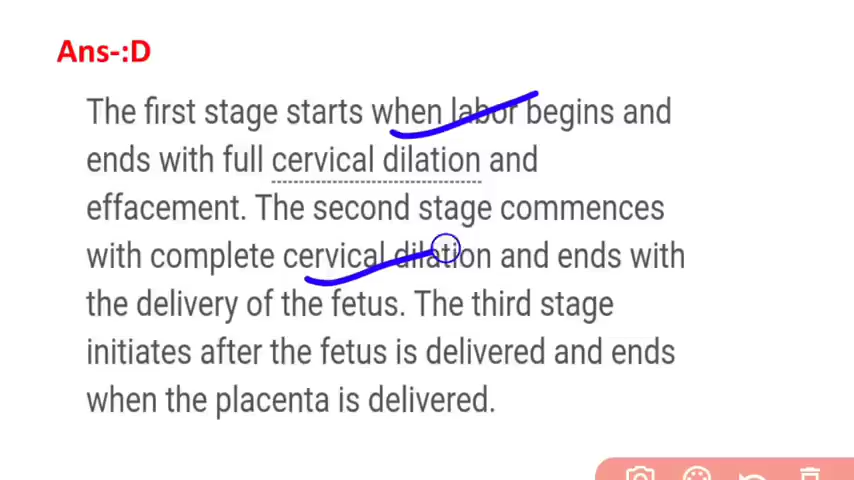 Ans-:D
The first stage starts when labor begins and
ends with full cervical dilation and
effacement. The second stage commences
with complete cervical dilation and ends with
the delivery of the fetus. The third stage
initiates after the fetus is delivered and ends
when the placenta is delivered.